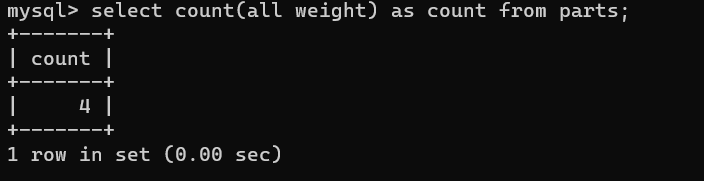 mysql> select count(all weight) as count from parts;
+-------+
| count |
+-------+
|     4 |
+-------+
1 row in set (0.00 sec)